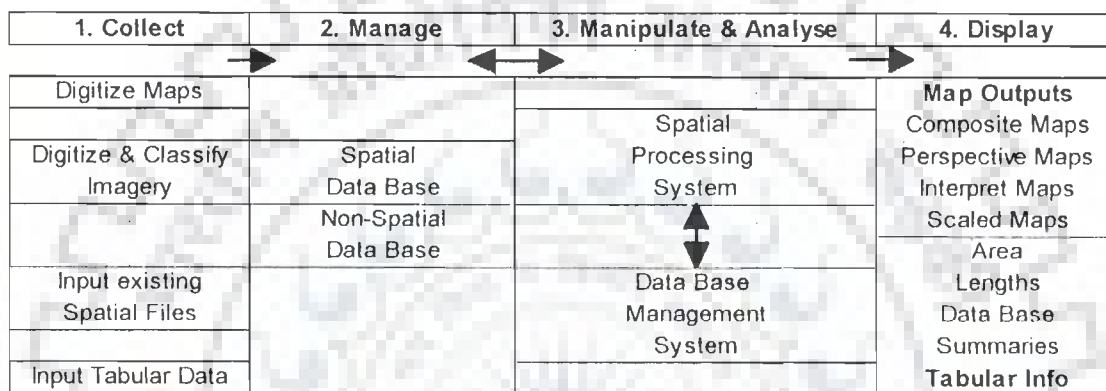 1. Collect
2. Manage
3. Manipulate & Analyse
4. Display
Digitize Maps
Digitize & Classify
Imagery
Input existing
Spatial Files
Input Tabular Data
Spatial
Data Base
Non-Spatial
Data Base
Spatial
Processing
System
Data Base
Management
System
Map Outputs
Composite Maps
Perspective Maps
Interpret Maps
Scaled Maps
Area
Lengths
Data Base
Summaries
Tabular Info